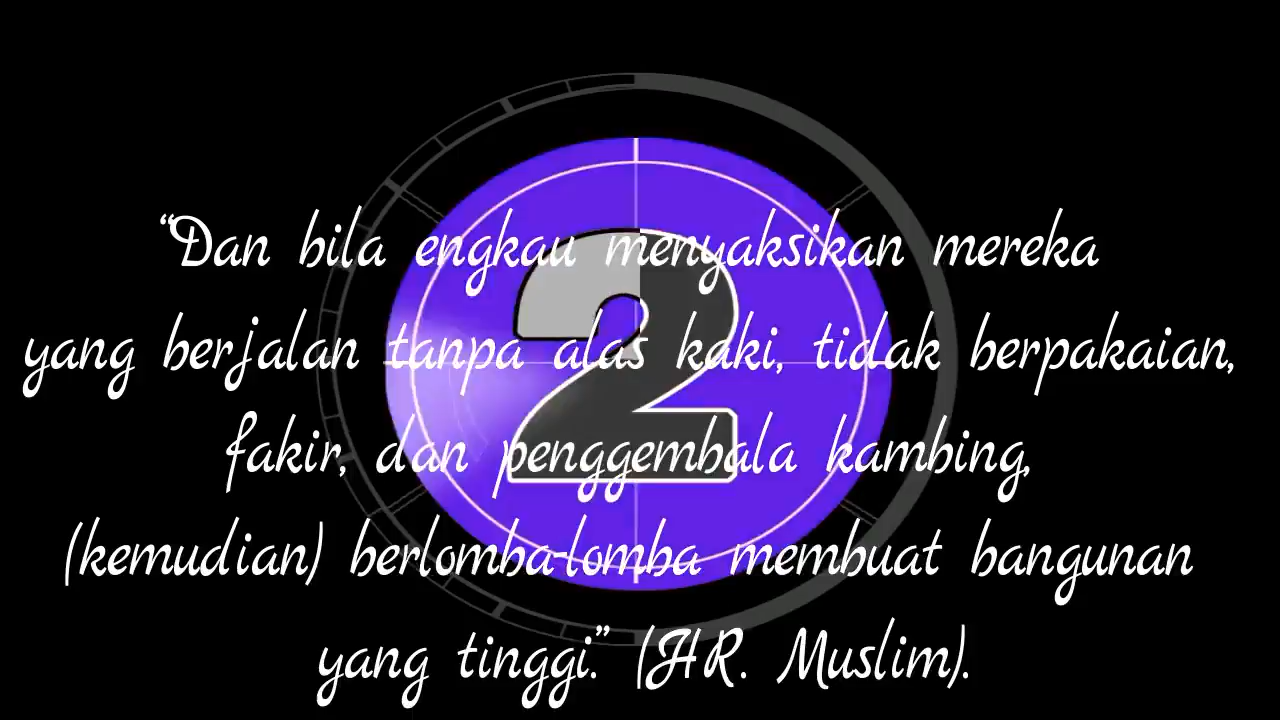 “Dan bila engkau menyaksikan mereka
yang berjalan tanpa alas kaki, tidak berpakaian,
fakir, dan penggembala kambing,
(kemudian) berlomba-lomba membuat bangunan
yang tinggi.” (HR. Muslim).
2